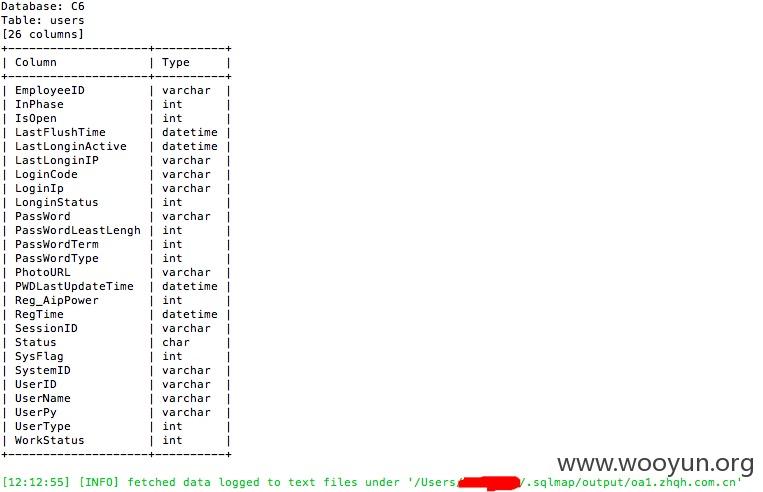 Database: C6
Table: users
[26 columns]
+--------------------+----------+
| Column | Type |
+--------------------+----------+
| EmployeeID | varchar |
| InPhase | int |
| IsOpen | int |
| LastFlushTime | datetime |
| LastLonginActive | datetime |
| LastLonginIP | varchar |
| LoginCode | varchar |
| LoginIp | varchar |
| LonginStatus | int |
| PassWord | varchar |
| PassWordLeastLengh | int |
| PassWordTerm | int |
| PassWordType | int |
| PhotoURL | varchar |
| PWDLastUpdateTime | datetime |
| Reg_AipPower | int |
| RegTime | datetime |
| SessionID | varchar |
| Status | char |
| SysFlag | int |
| SystemID | varchar |
| UserID | varchar |
| UserName | varchar |
| UserPy | varchar |
| UserType | int |
| WorkStatus | int |
+--------------------+----------+
www.wooyun.org
[12:12:55] [INFO] fetched data logged to text files under '/Users/ /.sqlmap/output/oa1.zhqh.com.cn'